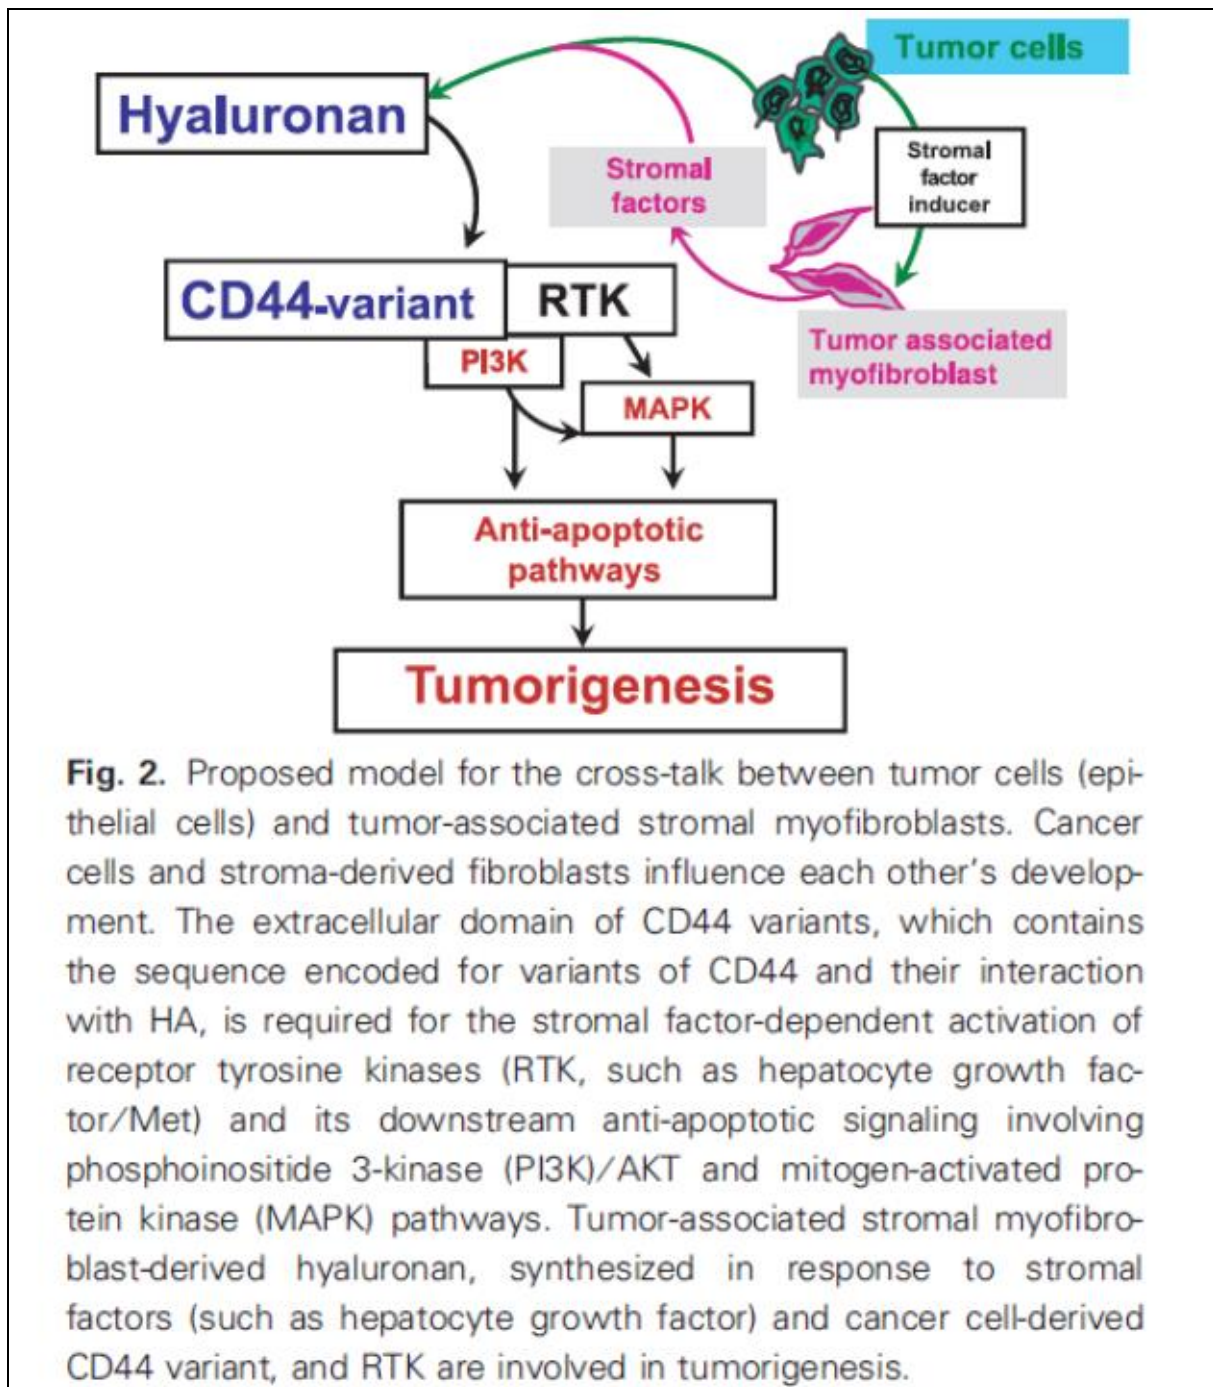 Tumor cells
Hyaluronan
Stromal
factor
inducer
Stromal
factors
CD44-variant
RTK
Tumor associated
myofibroblast
PI3K
MAPK
Anti-apoptotic
pathways
Tumorigenesis
Fig. 2. Proposed model for the cross-talk between tumor cells (epi-
thelial cells) and tumor-associated stromal myofibroblasts. Cancer
cells and stroma-derived fibroblasts influence each other's develop-
ment. The extracellular domain of CD44 variants, which contains
the sequence encoded for variants of CD44 and their interaction
with HA, is required for the stromal factor-dependent activation of
receptor tyrosine kinases (RTK, such as hepatocyte growth fac-
tor/Met) and its downstream anti-apoptotic signaling involving
phosphoinositide 3-kinase (PI3K)/AKT and mitogen-activated pro-
tein kinase (MAPK) pathways. Tumor-associated stromal myofibro-
blast-derived hyaluronan, synthesized in response to stromal
factors (such as hepatocyte growth factor) and cancer cell-derived
CD44 variant, and RTK are involved in tumorigenesis.